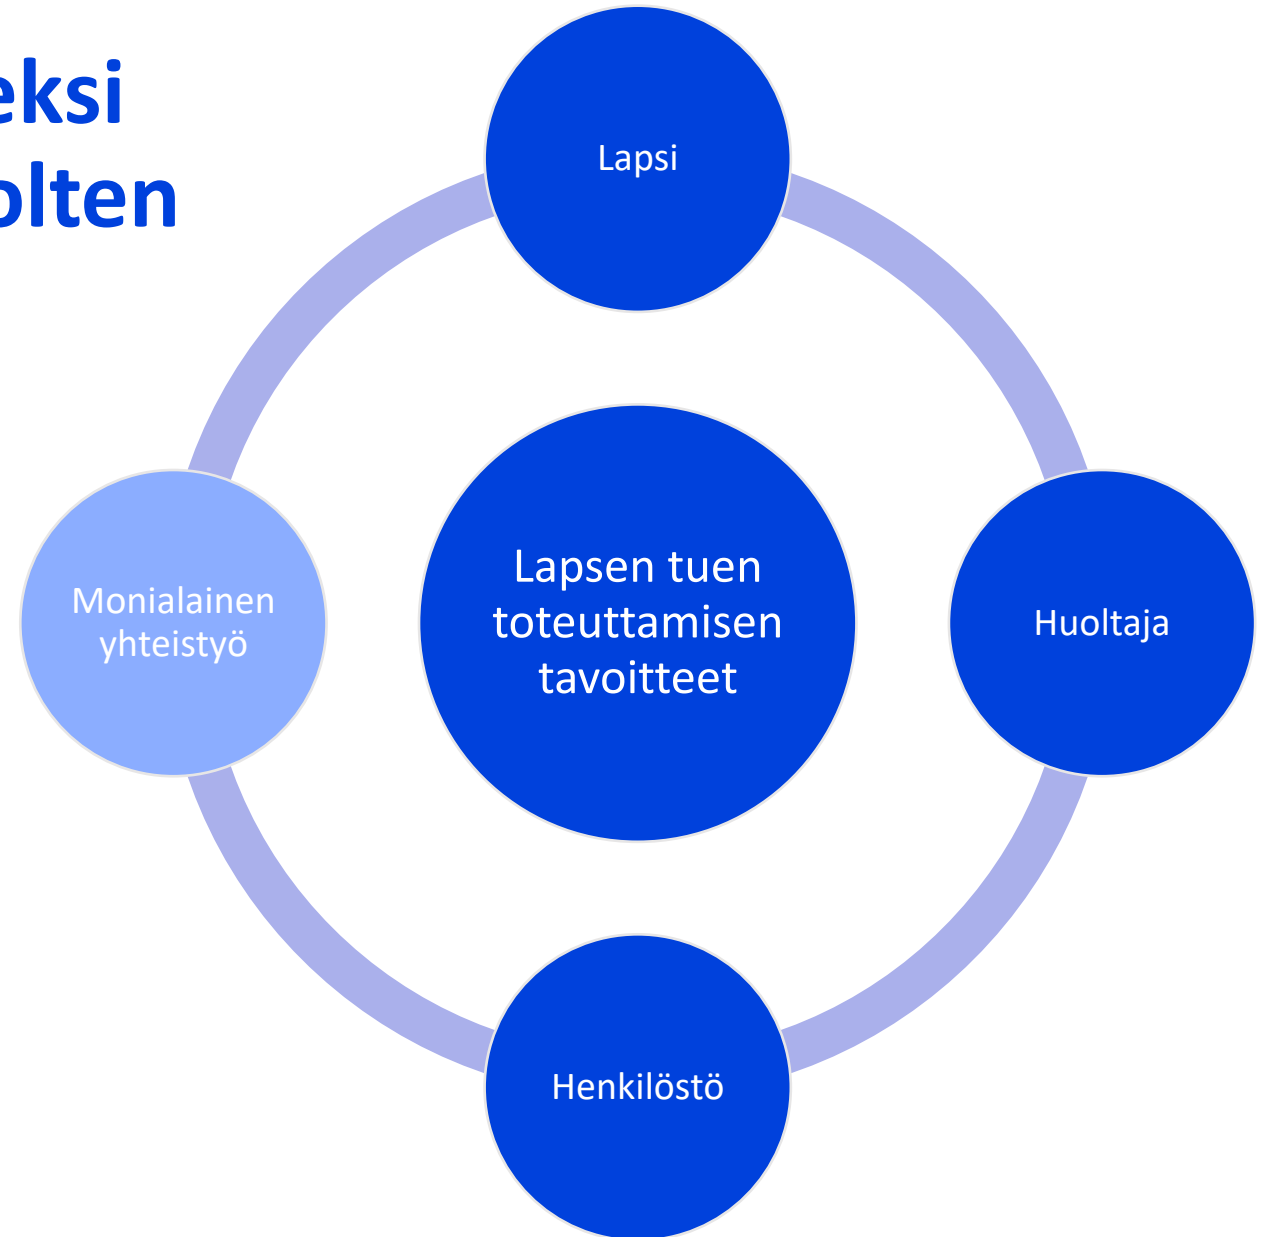 eksi
olten
Lapsi
Lapsen tuen
toteuttamisen
tavoitteet
Monialainen
yhteistyö
Huoltaja
Henkilöstö